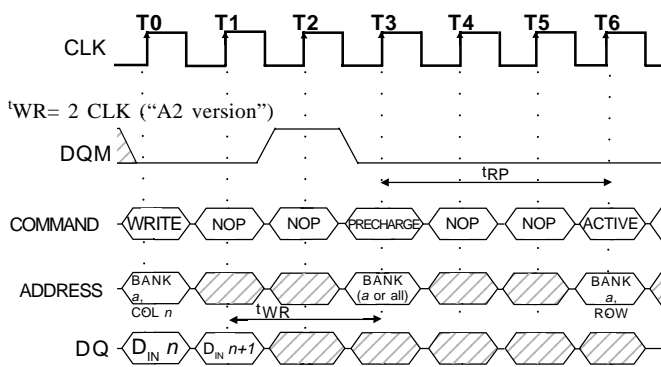 T0 T1 T2 T3 T4 T5 T6
CLK
tWR= 2 CLK (“A2 version”)
DQM
tRP
COMMAND WRITE NOP NOP PRECHARGE NOP NOP ACTIVE
ADDRESS BANK a, COL n BANK (a or all) BANK a, ROW
tWR
DQ DIN n DIN n+1